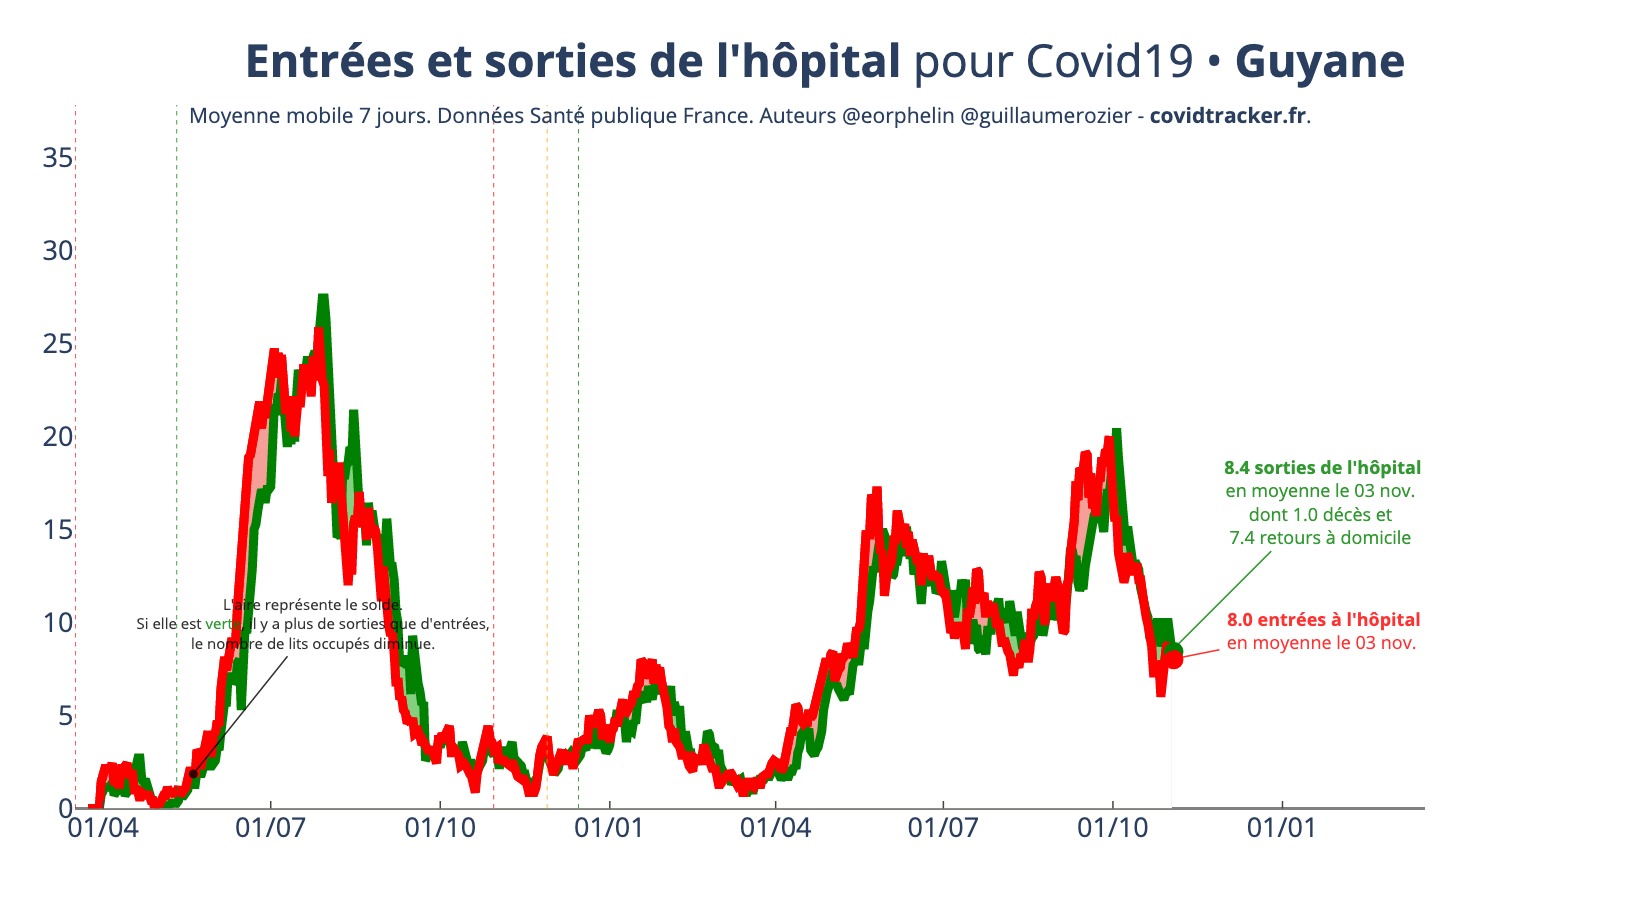 Entrées et sorties de l'hôpital pour Covid19 • Guyane
Moyenne mobile 7 jours. Données Santé publique France. Auteurs @eorphelin @guillaumerozier - covidtracker.fr.
35
30
25
20
15
10
5
0
8.4 sorties de l'hôpital
en moyenne le 03 nov.
dont 1.0 décès et
7.4 retours à domicile
8.0 entrées à l'hôpital
en moyenne le 03 nov.
L'aire représente le solde.
Si elle est verte, il y a plus de sorties que d'entrées,
le nombre de lits occupés diminue.
01/04 01/07 01/10 01/01 01/04 01/07 01/10 01/01